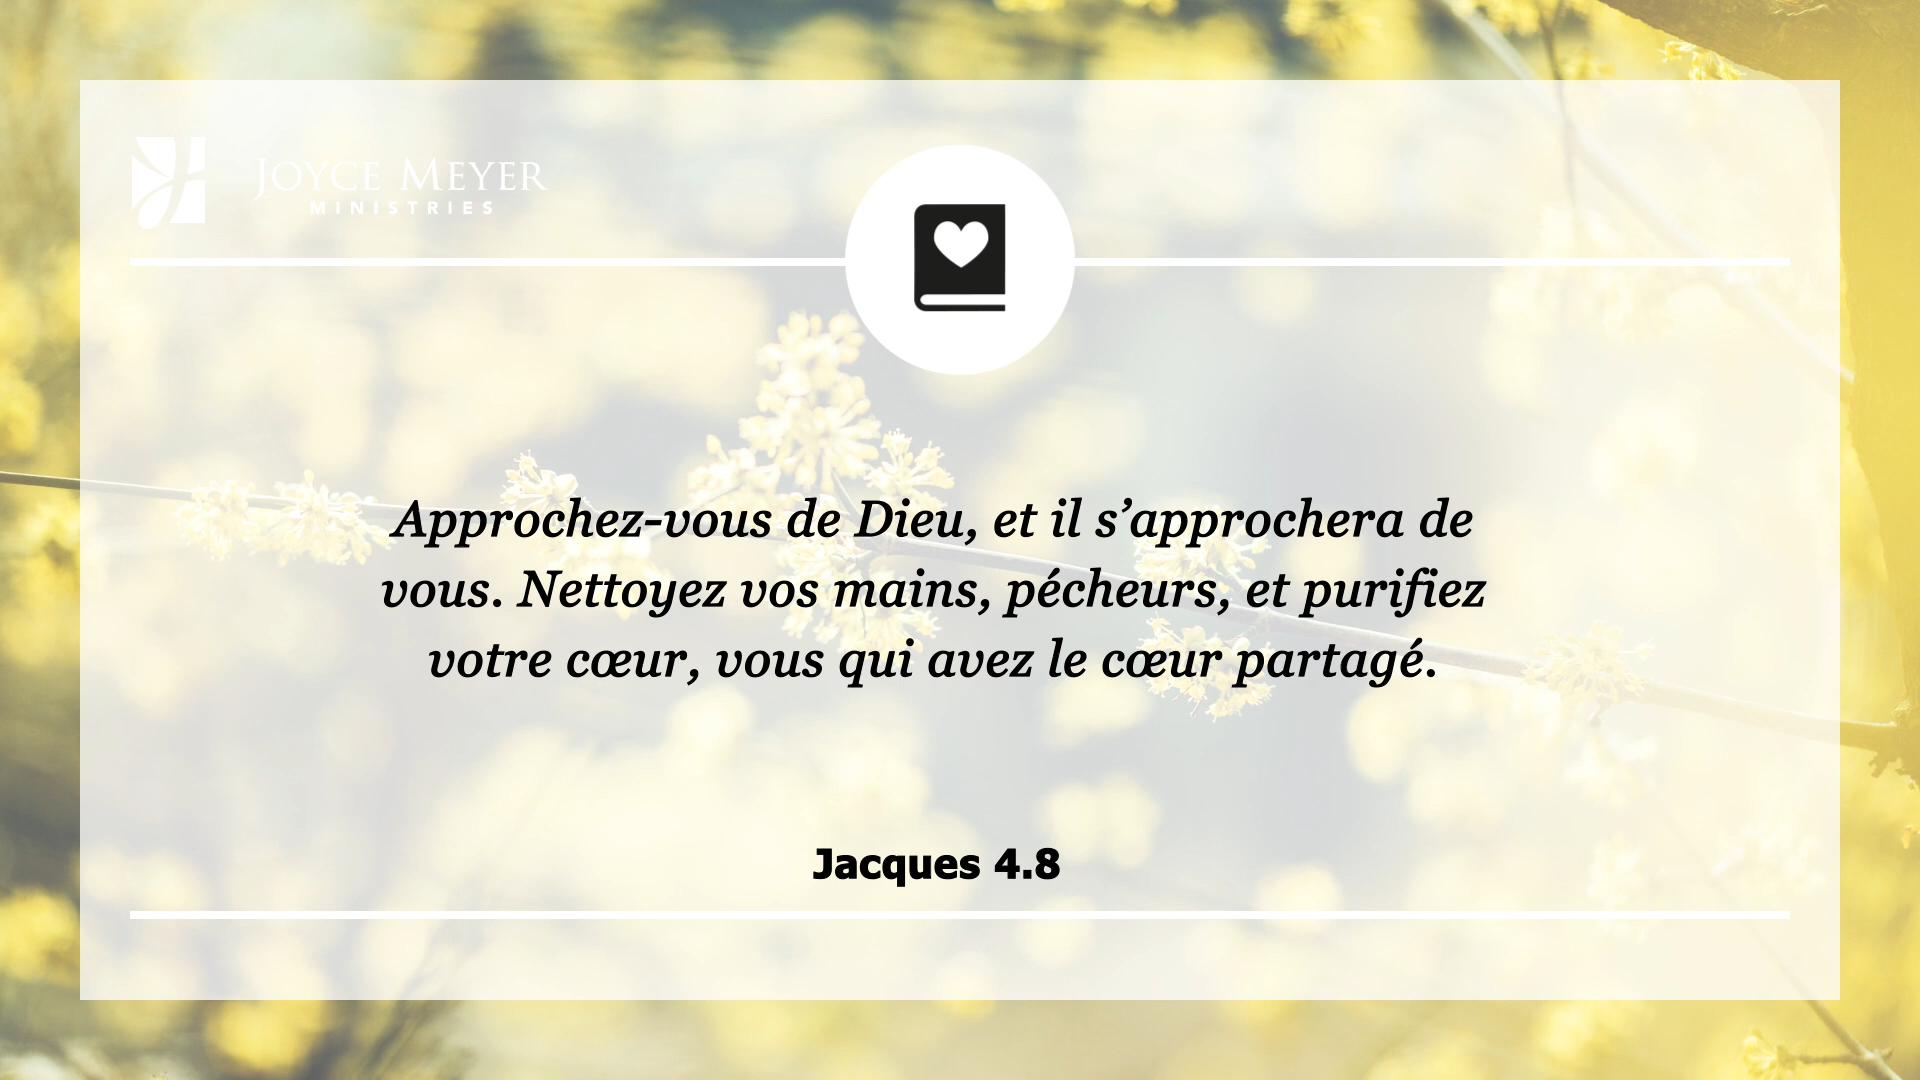 JOYCE MEYER
MINISTRIES
Approchez-vous de Dieu, et il s’approchera de
vous. Nettoyez vos mains, pécheurs, et purifiez
votre cœur, vous qui avez le cœur partagé.
Jacques 4.8